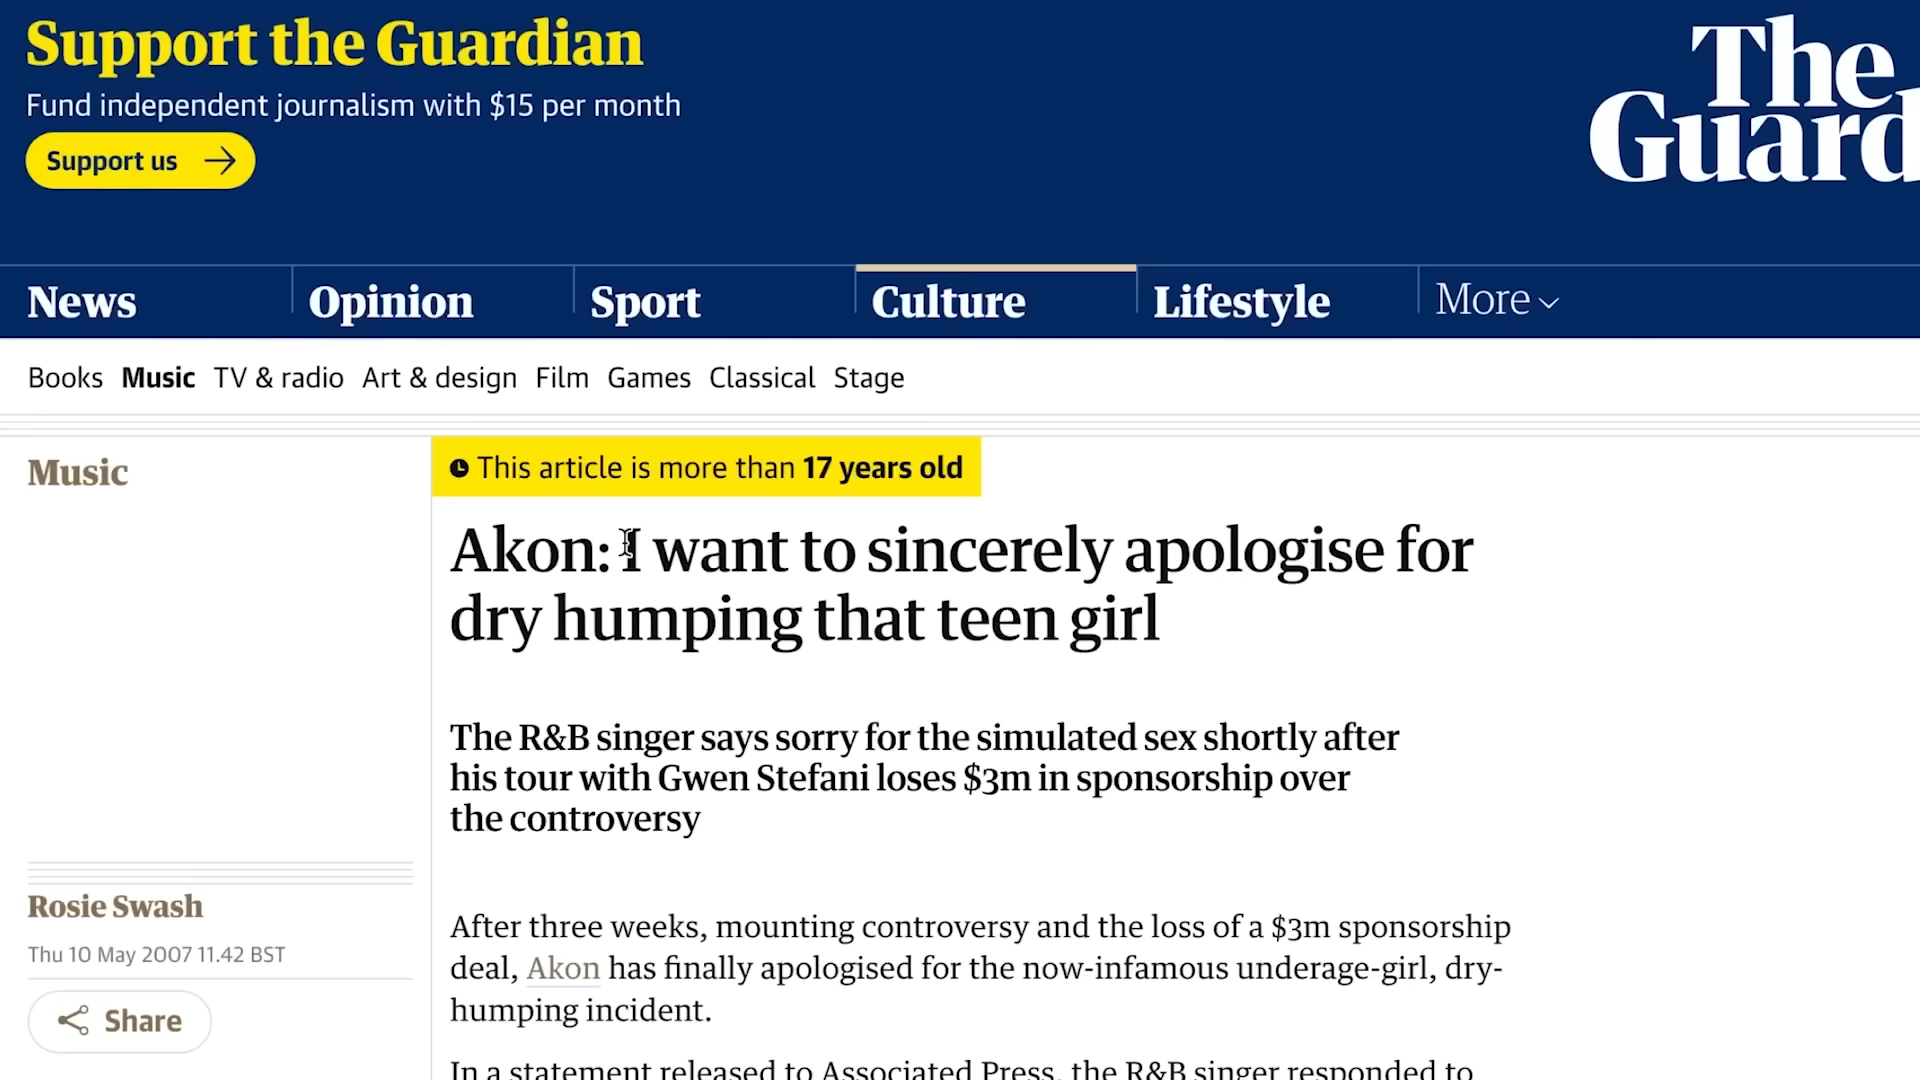 Support the Guardian
Fund independent journalism with $15 per month
Support us
The
Guard
News Opinion Sport Culture Lifestyle More
Books Music TV & radio Art & design Film Games Classical Stage
Music
This article is more than 17 years old
Akon: I want to sincerely apologise for
dry humping that teen girl
The R&B singer says sorry for the simulated sex shortly after
his tour with Gwen Stefani loses $3m in sponsorship over
the controversy
Rosie Swash
Thu 10 May 2007 11.42 BST
Share
After three weeks, mounting controversy and the loss of a $3m sponsorship
deal, Akon has finally apologised for the now-infamous underage-girl, dry-
humping incident.
In a statement released to Associated Press, the R&B singer responded to